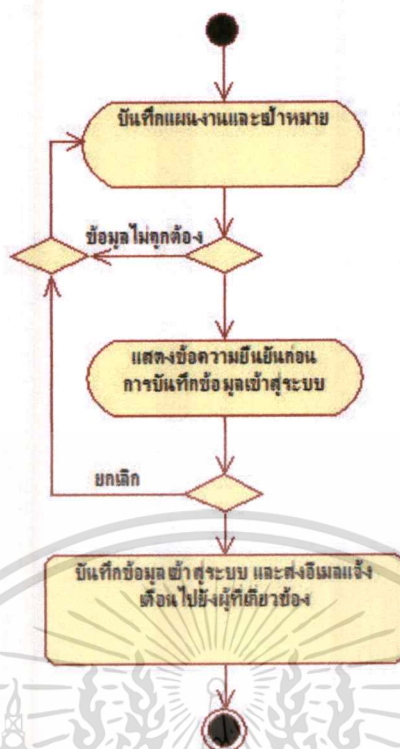 บันทึกแผนงานและเป้าหมาย
ข้อมูลไม่ถูกต้อง
แสดงข้อความยืนยันก่อน
การบันทึกข้อมูลเข้าสู่ระบบ
ยกเลิก
บันทึกข้อมูลเข้าสู่ระบบ และส่งอีเมลแจ้ง
เตือนไปยังผู้ที่เกี่ยวข้อง